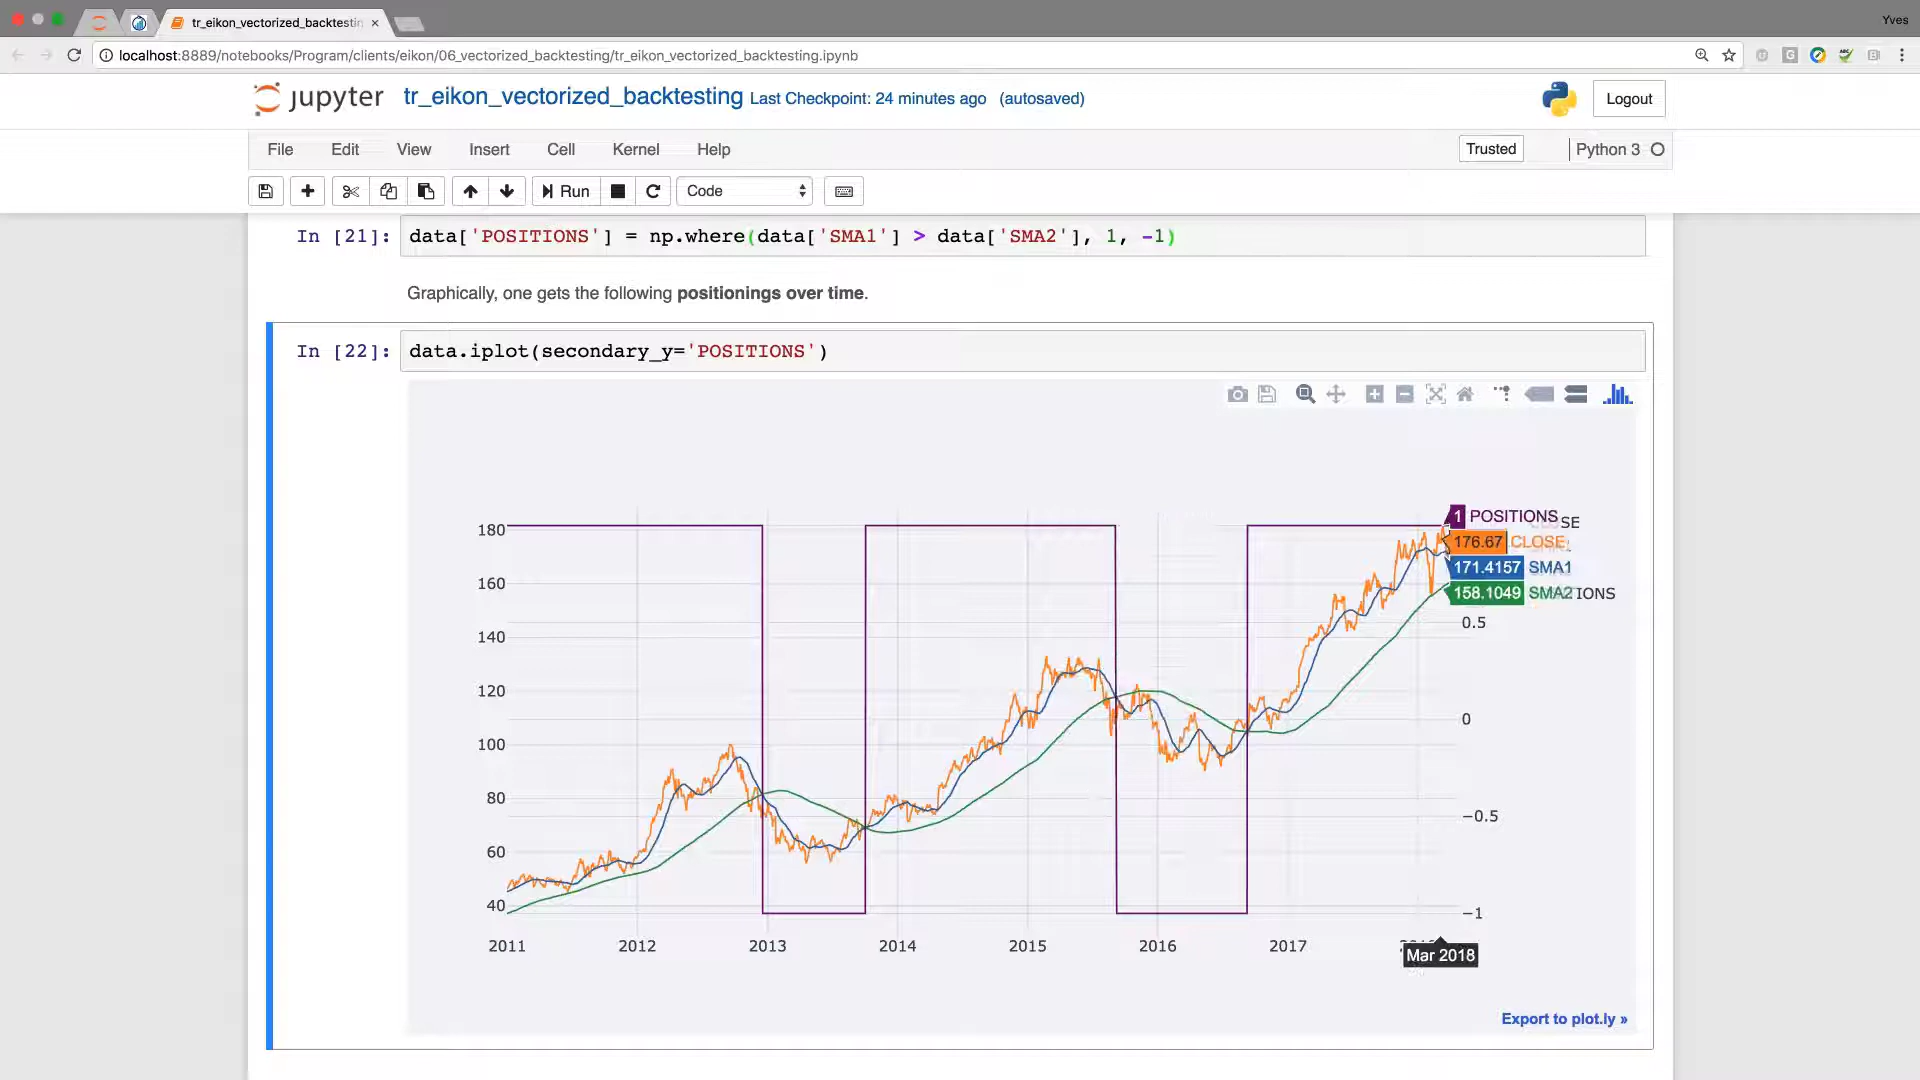 Yves
tr_eikon_vectorized_backtestin
localhost:8889/notebooks/Program/clients/eikon/06_vectorized_backtesting/tr_eikon_vectorized_backtesting.ipynb
jupyter tr_eikon_vectorized_backtesting Last Checkpoint: 24 minutes ago (autosaved)
Logout
File Edit View Insert Cell Kernel Help
Trusted Python 3
Run Code
In [21]: data['POSITIONS'] = np.where(data['SMA1'] > data['SMA2'], 1, -1)
Graphically, one gets the following positionings over time.
In [22]: data.iplot(secondary_y='POSITIONS')
1 POSITIONS
SE
180
176.67 CLOSE
171.4157 SMA1
160
158.1049 SMA2
IONS
0.5
140
120
0
100
80
−0.5
60
40
−1
2011 2012 2013 2014 2015 2016 2017
Mar 2018
Export to plot.ly »